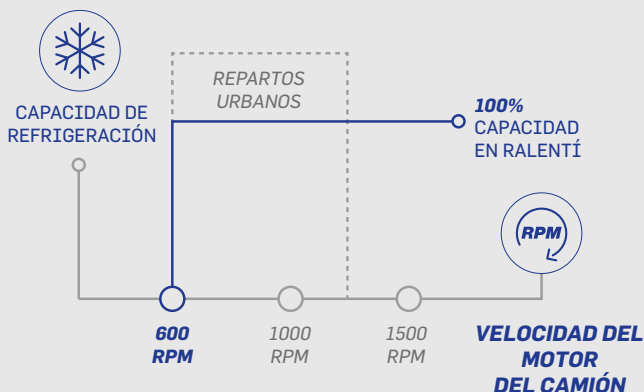 REPARTOS
URBANOS
CAPACIDAD DE
REFRIGERACIÓN
100%
CAPACIDAD
EN RALENTÍ
RPM
600
RPM
1000
RPM
1500
RPM
VELOCIDAD DEL
MOTOR
DEL CAMIÓN